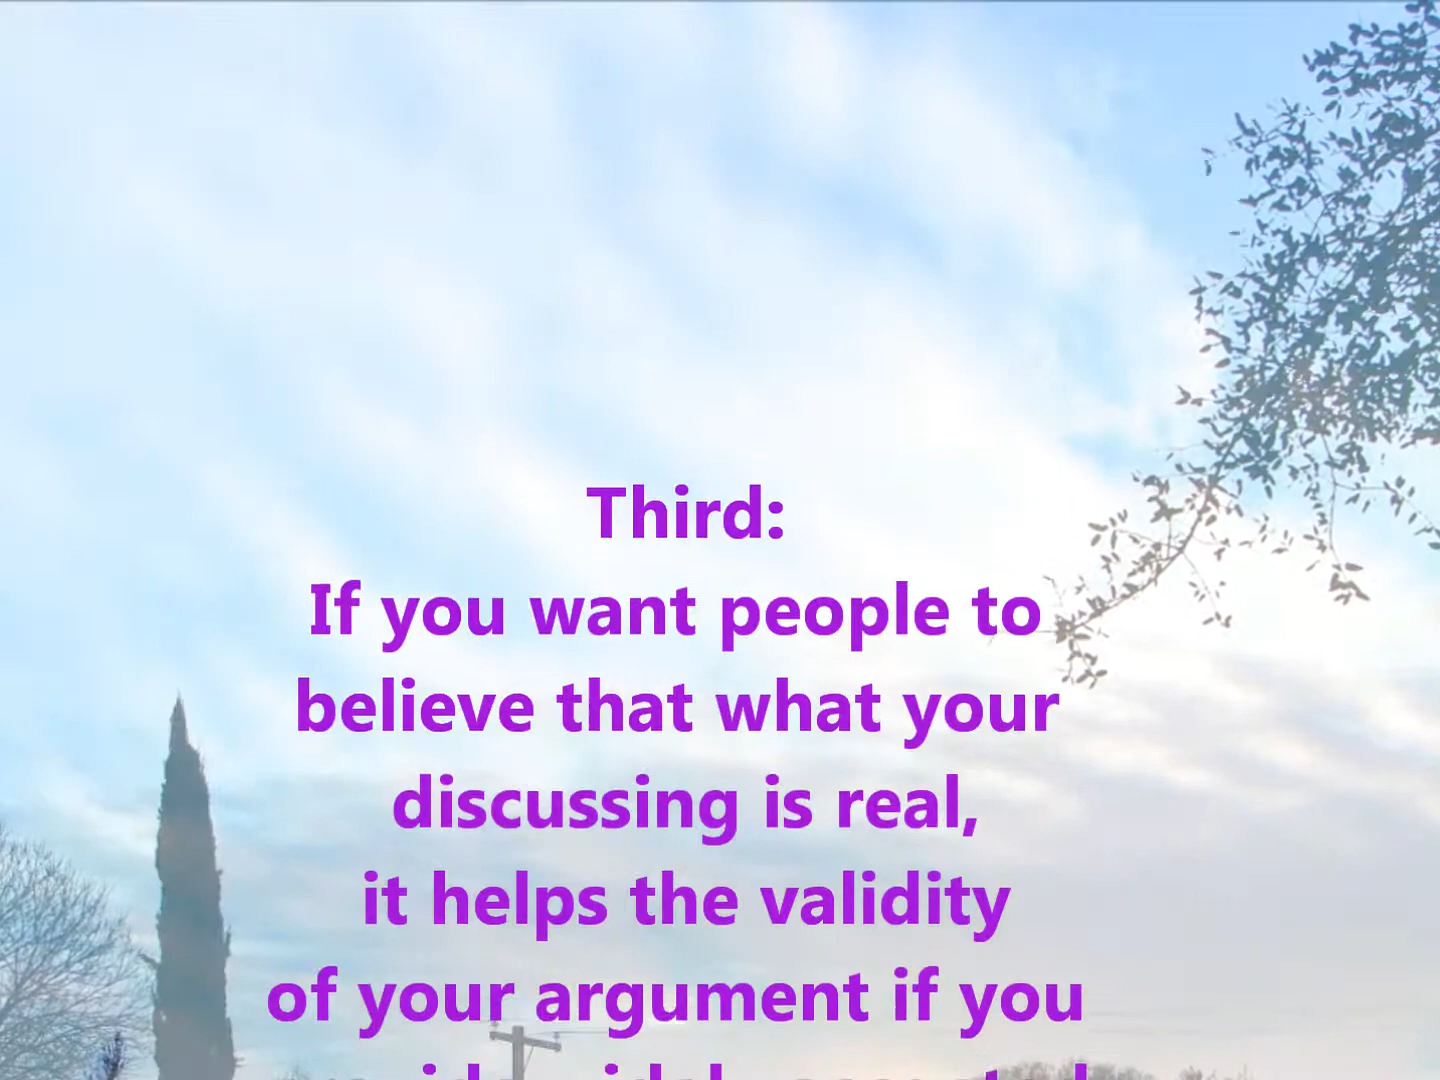 Third:
If you want people to
believe that what your
discussing is real,
it helps the validity
of your argument if you